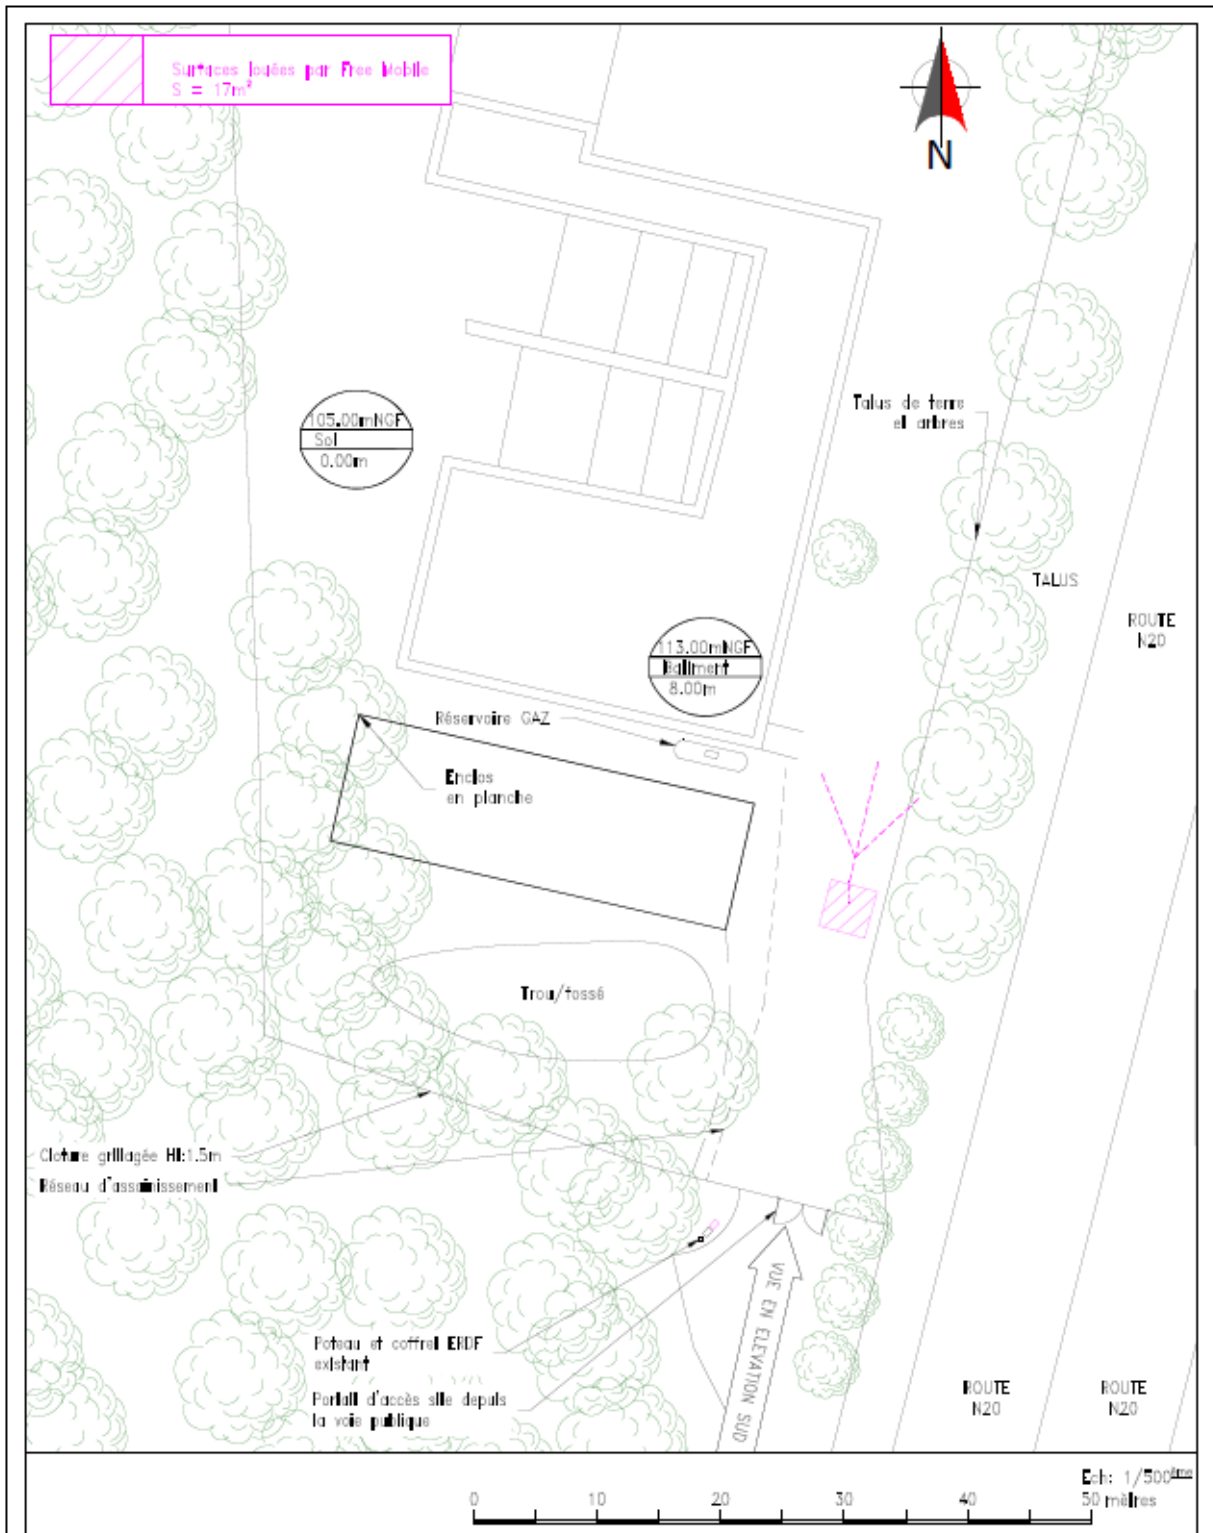 Surfaces louées par Free Mobile
S = 17m²
N
105.00mNGF
Sol
0.00m
Talus de terre
et arbres
TALUS
ROUTE
N20
113.00mNGF
Batiment
8.00m
Réservoire GAZ
Enclos
en planche
Trou/fossé
Cloture grillagée Ht:1.5m
Réseau d'assainissement
VUE EN ELEVATION SUD
Poteau et coffret ERDF
existant
Portail d'accès site depuis
la voie publique
ROUTE
N20
ROUTE
N20
Ech: 1/500ème
0 10 20 30 40 50 mètres